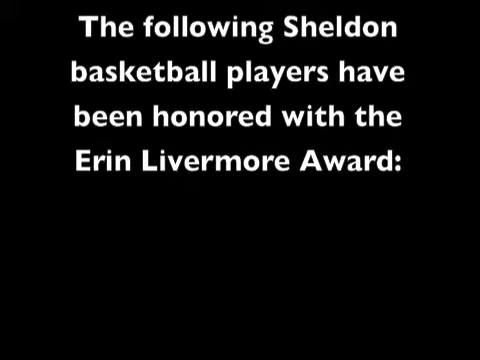 The following Sheldon
basketball players have
been honored with the
Erin Livermore Award: